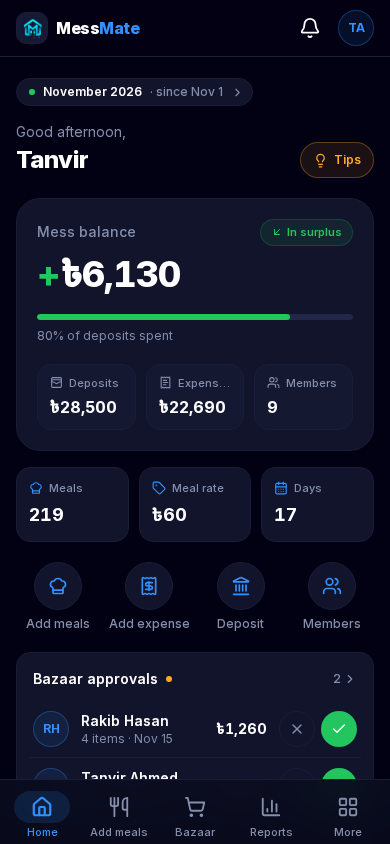 MessMate
TA
November 2026 · since Nov 1
Good afternoon,
Tanvir
Tips
Mess balance
In surplus
+৳6,130
80% of deposits spent
Deposits
৳28,500
Expens...
৳22,690
Members
9
Meals
219
Meal rate
৳60
Days
17
Add meals
Add expense
Deposit
Members
Bazaar approvals
2
RH
Rakib Hasan
৳1,260
4 items · Nov 15
Tanvir Ahmed
Home
Add meals
Bazaar
Reports
More